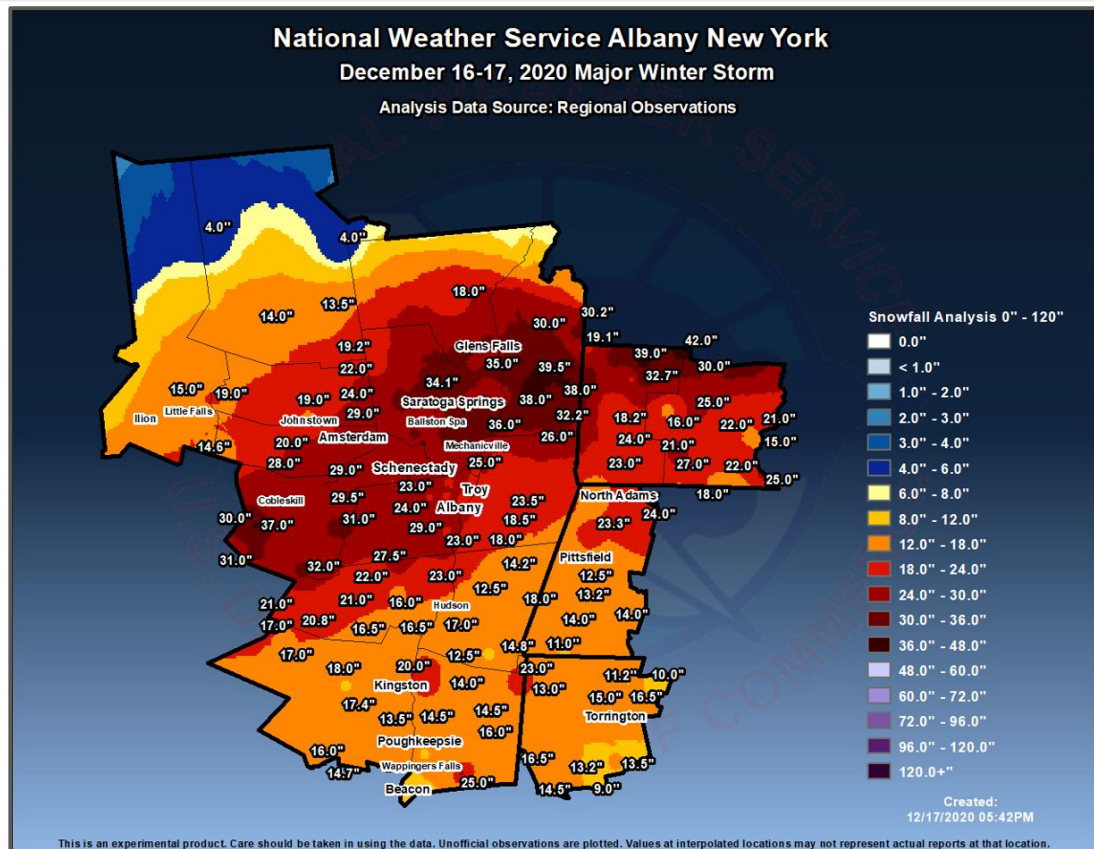 National Weather Service Albany New York
December 16-17, 2020 Major Winter Storm
Analysis Data Source: Regional Observations
4.0"
4.0"
18.0"
13.5"
14.0"
30.2"
30.0"
19.1"
42.0"
19.2"
Glens Falls
39.0"
35.0"
39.5"
30.0"
22.0"
32.7"
34.1"
15.0"
19.0"
24.0"
38.0"
19.0"
Saratoga Springs
38.0"
25.0"
Little Falls
Ilion
29.0"
32.2"
Johnstown
Ballston Spa
36.0"
18.2"
16.0"
22.0"
21.0"
14.6"
20.0"
Amsterdam
Mechanicville
26.0"
24.0"
21.0"
15.0"
28.0"
29.0"
Schenectady
25.0"
23.0"
27.0"
22.0"
25.0"
23.0"
Troy
North Adams
18.0"
Cobleskill
29.5"
24.0"
Albany
23.5"
24.0"
30.0"
37.0"
31.0"
29.0"
18.5"
23.3"
23.0"
18.0"
31.0"
32.0"
27.5"
14.2"
Pittsfield
22.0"
23.0"
12.5"
12.5"
21.0"
21.0"
16.0"
Hudson
18.0"
13.2"
17.0"
20.8"
16.5"
16.5"
17.0"
14.0"
14.0"
14.8"
11.0"
17.0"
18.0"
20.0"
12.5"
23.0"
11.2"
10.0"
Kingston
14.0"
13.0"
15.0"
16.5"
17.4"
13.5"
14.5"
14.5"
Torrington
16.0"
Poughkeepsie
16.0"
14.7"
Wappingers Falls
16.5"
13.2"
13.5"
Beacon
25.0"
14.5"
9.0"
Snowfall Analysis 0" - 120"
0.0"
< 1.0"
1.0" - 2.0"
2.0" - 3.0"
3.0" - 4.0"
4.0" - 6.0"
6.0" - 8.0"
8.0" - 12.0"
12.0" - 18.0"
18.0" - 24.0"
24.0" - 30.0"
30.0" - 36.0"
36.0" - 48.0"
48.0" - 60.0"
60.0" - 72.0"
72.0" - 96.0"
96.0" - 120.0"
120.0+"
Created:
12/17/2020 05:42PM
This is an experimental product. Care should be taken in using the data. Unofficial observations are plotted. Values at interpolated locations may not represent actual reports at that location.